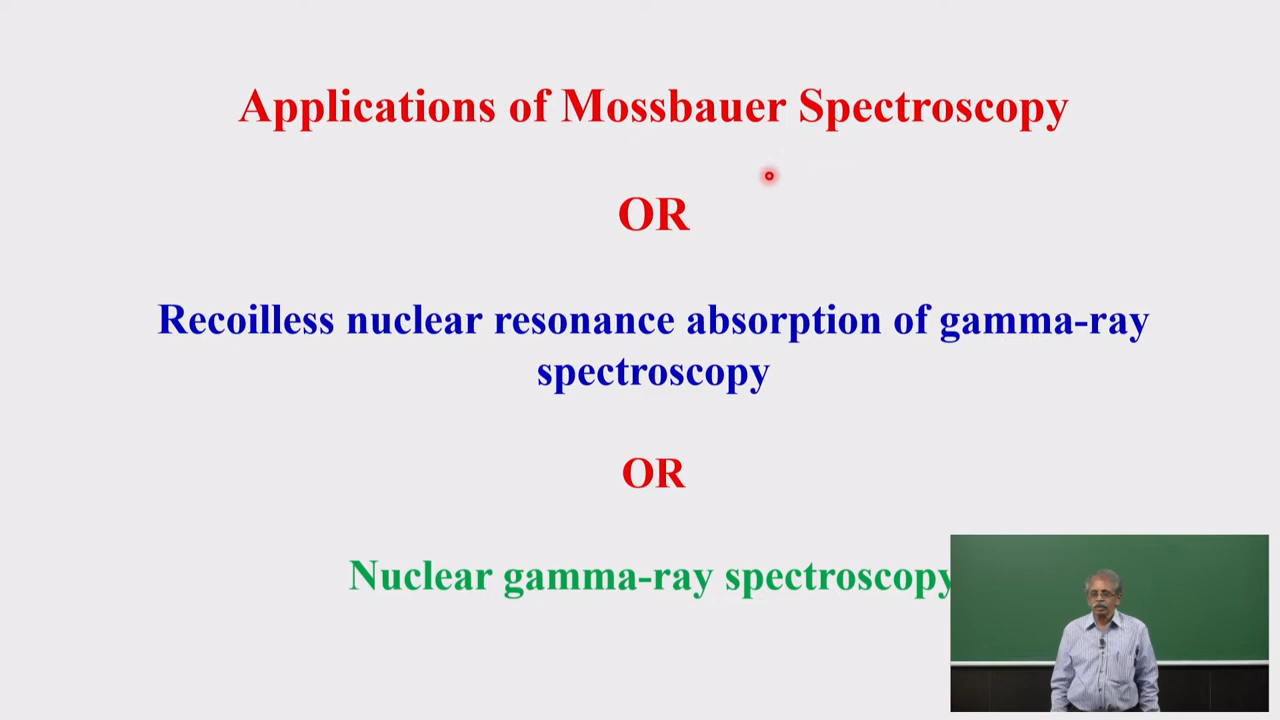 Applications of Mossbauer Spectroscopy
OR
Recoilless nuclear resonance absorption of gamma-ray
spectroscopy
OR
Nuclear gamma-ray spectroscopy